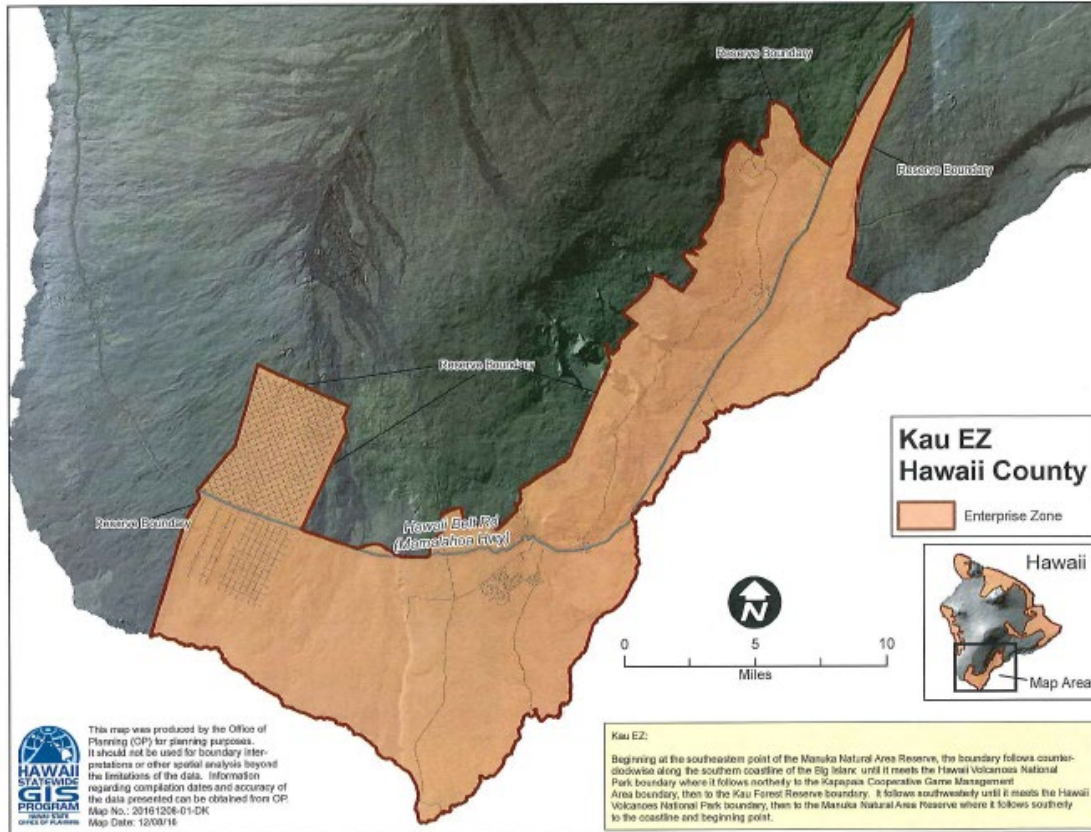 Reserve Boundary
Reserve Boundary
Reserve Boundary
Reserve Boundary
Hawaii Belt Rd
(Mamalahoa Hwy)
Kau EZ
Hawaii County
Enterprise Zone
Hawaii
Map Area
N
0 5 10
Miles
HAWAII
STATEWIDE
GIS
PROGRAM
HAWAII STATE
OFFICE OF PLANNING
This map was produced by the Office of
Planning (OP) for planning purposes.
It should not be used for boundary inter-
pretations or other spatial analysis beyond
the limitations of the data. Information
regarding compilation dates and accuracy of
the data presented can be obtained from OP.
Map No.: 20161208-01-DK
Map Date: 12/08/16
Kau EZ:
Beginning at the southeastern point of the Manuka Natural Area Reserve, the boundary follows counter-
clockwise along the southern coastline of the Big Island until it meets the Hawaii Volcanoes National
Park boundary where it follows northerly to the Kapapala Cooperative Game Management
Area boundary, then to the Kau Forest Reserve boundary. It follows southwesterly until it meets the Hawaii
Volcanoes National Park boundary, then to the Manuka Natural Area Reserve where it follows southerly
to the coastline and beginning point.